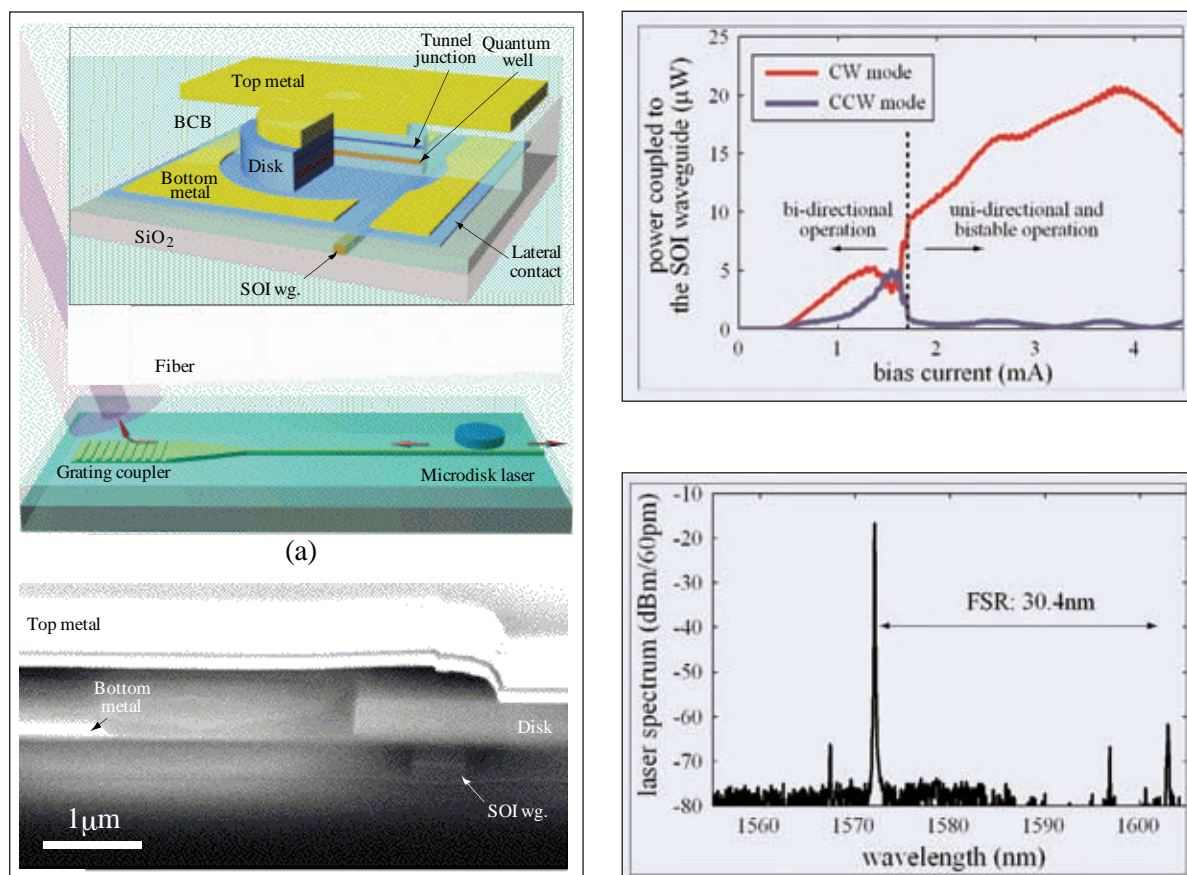 Tunnel
junction
Quantum
well
Top metal
BCB
Disk
Bottom
metal
SiO2
Lateral
contact
SOI wg.
Fiber
Grating coupler
Microdisk laser
(a)
Top metal
Bottom
metal
Disk
SOI wg.
1μm
power coupled to
the SOI waveguide (μW)
25
20
15
10
5
0
CW mode
CCW mode
bi-directional
operation
uni-directional and
bistable operation
0 1 2 3 4
bias current (mA)
laser spectrum (dBm/60pm)
-10
-20
-30
-40
-50
-60
-70
-80
FSR: 30.4nm
1560 1570 1580 1590 1600
wavelength (nm)